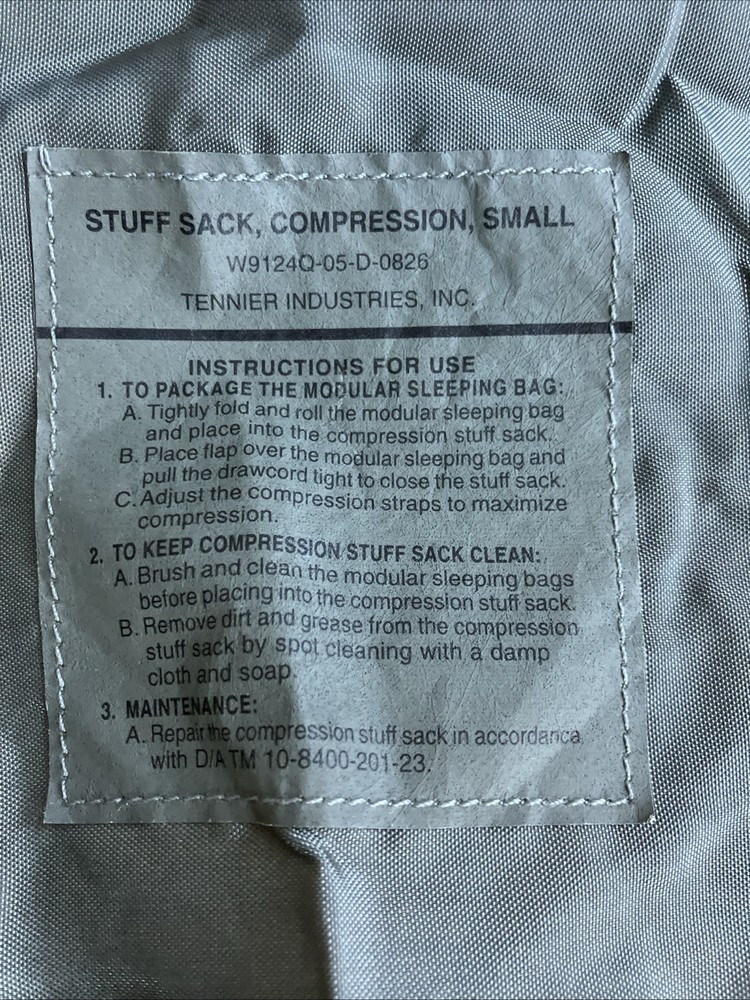 STUFF SACK, COMPRESSION, SMALL
W9124Q-05-D-0826
TENNIER INDUSTRIES, INC.
INSTRUCTIONS FOR USE
1. TO PACKAGE THE MODULAR SLEEPING BAG:
A. Tightly fold and roll the modular sleeping bag
and place into the compression stuff sack.
B. Place flap over the modular sleeping bag and
pull the drawcord tight to close the stuff sack.
C. Adjust the compression straps to maximize
compression.
2. TO KEEP COMPRESSION STUFF SACK CLEAN:
A. Brush and clean the modular sleeping bags
before placing into the compression stuff sack.
B. Remove dirt and grease from the compression
stuff sack by spot cleaning with a damp
cloth and soap.
3. MAINTENANCE:
A. Repair the compression stuff sack in accordance
with D/A TM 10-8400-201-23.